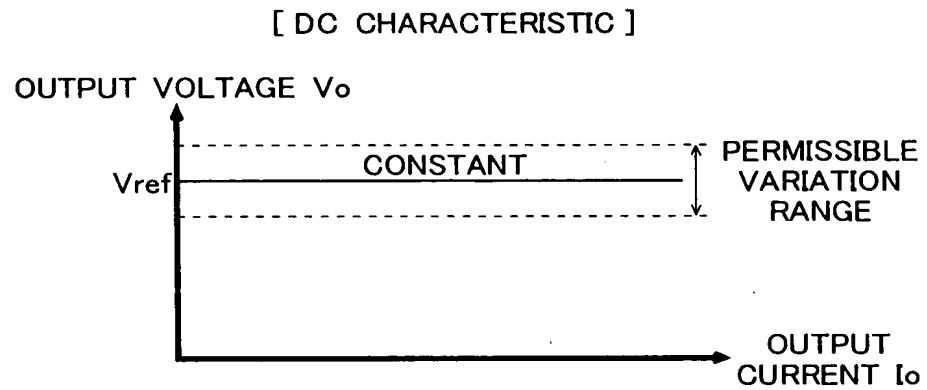 [ DC CHARACTERISTIC ]
OUTPUT VOLTAGE Vo
CONSTANT
Vref
PERMISSIBLE
VARIATION
RANGE
OUTPUT
CURRENT Io